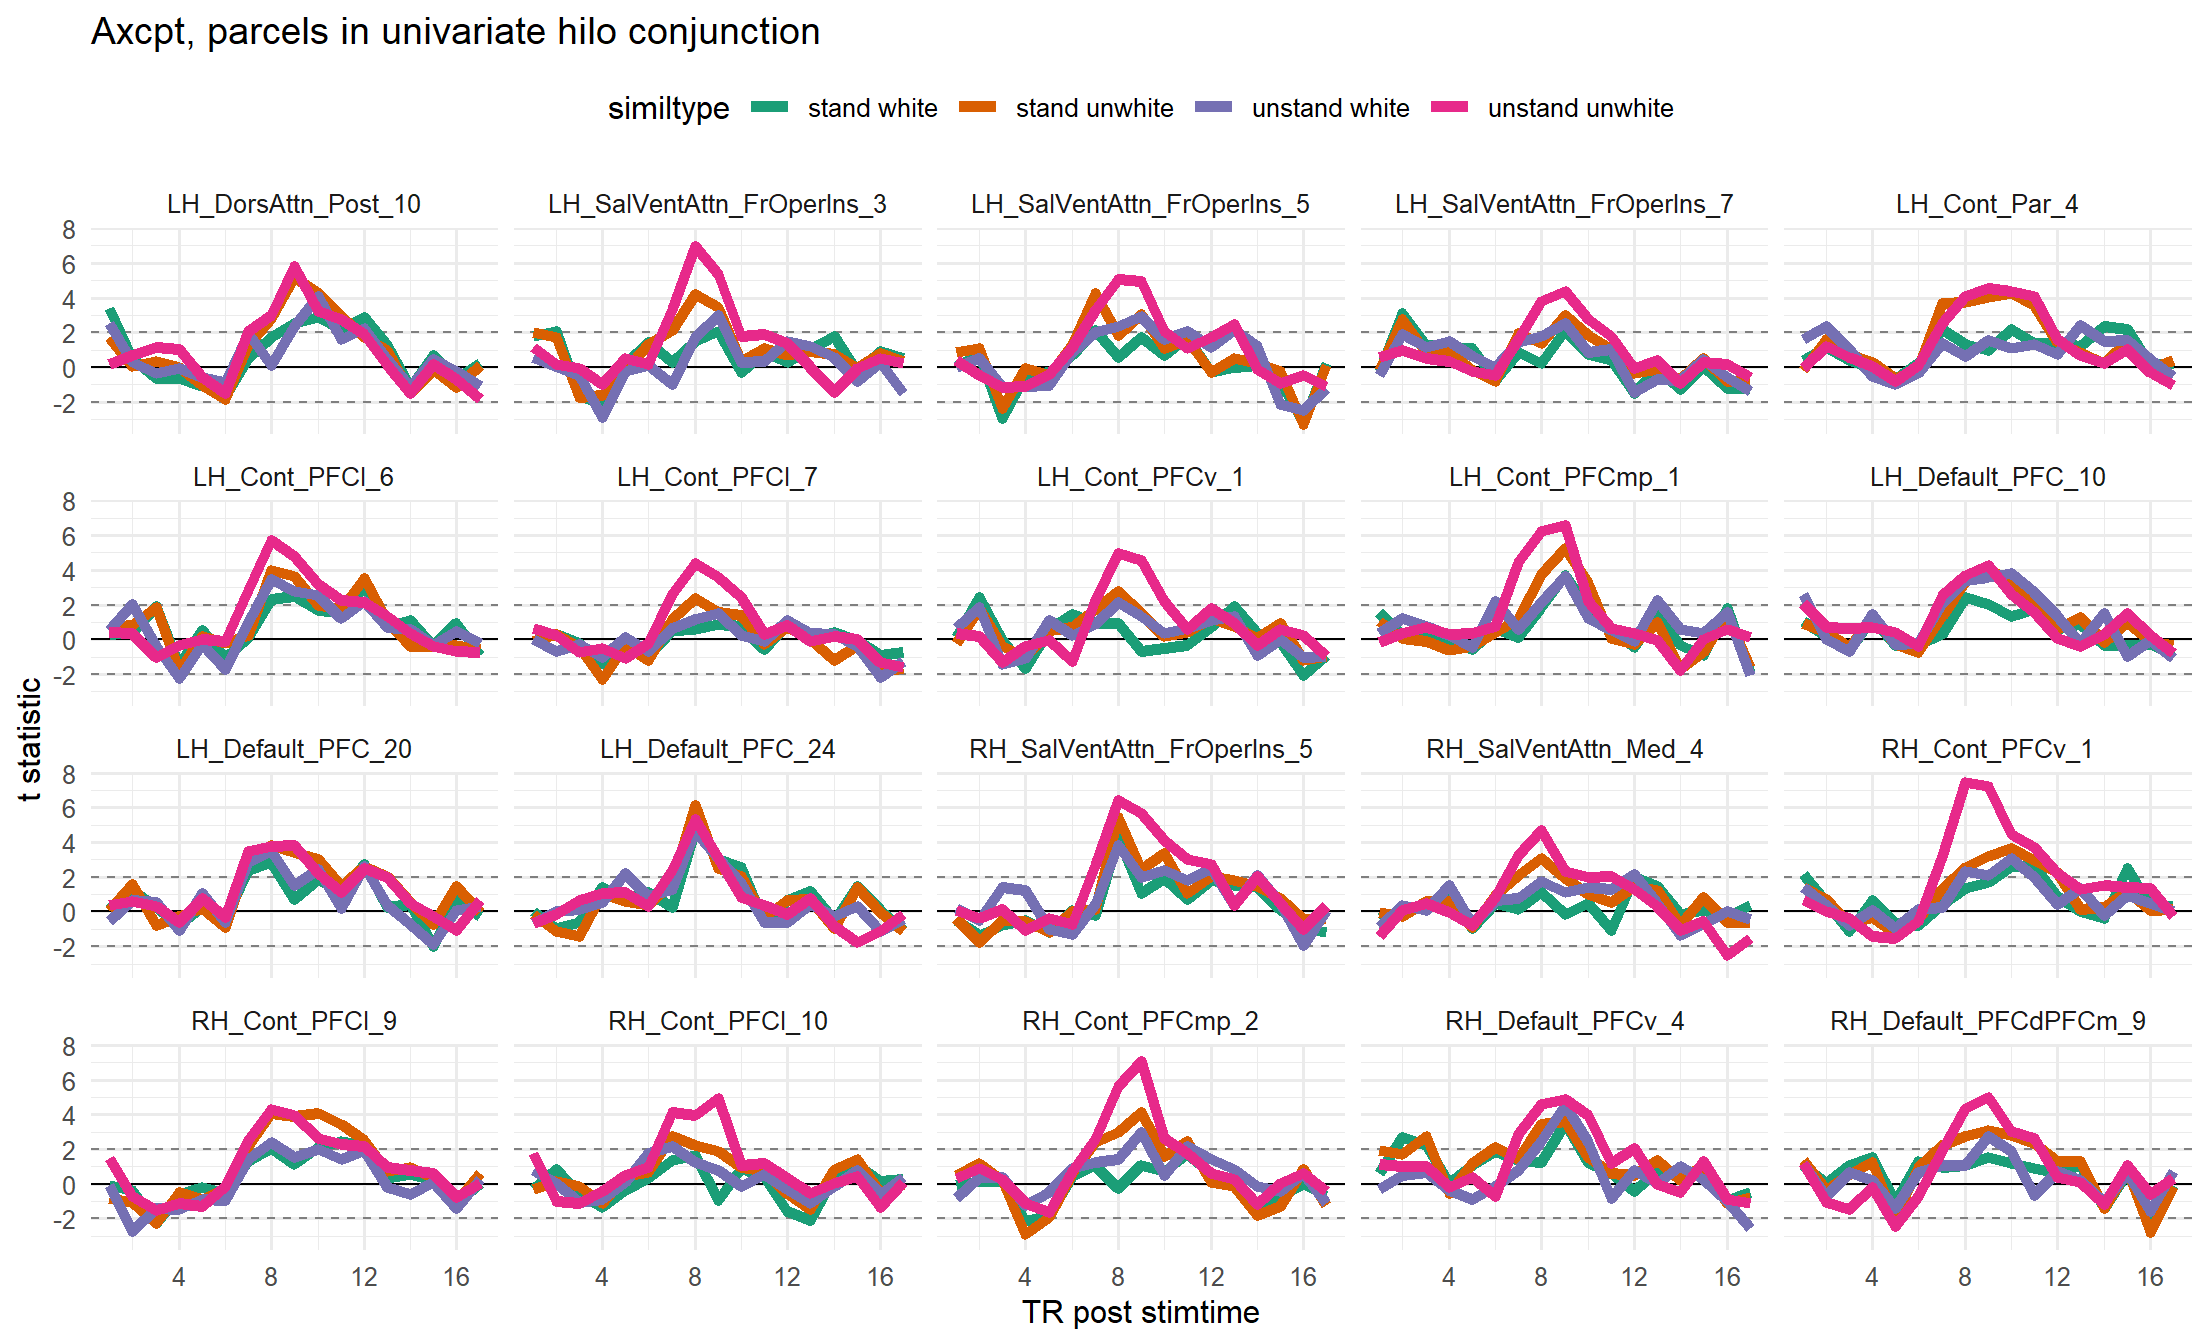 Axcpt, parcels in univariate hilo conjunction
similtype stand white stand unwhite unstand white unstand unwhite
LH_DorsAttn_Post_10 LH_SalVentAttn_FrOperIns_3 LH_SalVentAttn_FrOperIns_5 LH_SalVentAttn_FrOperIns_7 LH_Cont_Par_4
8
6
4
2
0
-2
LH_Cont_PFCl_6 LH_Cont_PFCl_7 LH_Cont_PFCv_1 LH_Cont_PFCmp_1 LH_Default_PFC_10
8
6
4
2
0
-2
t statistic
LH_Default_PFC_20 LH_Default_PFC_24 RH_SalVentAttn_FrOperIns_5 RH_SalVentAttn_Med_4 RH_Cont_PFCv_1
8
6
4
2
0
-2
RH_Cont_PFCl_9 RH_Cont_PFCl_10 RH_Cont_PFCmp_2 RH_Default_PFCv_4 RH_Default_PFCdPFCm_9
8
6
4
2
0
-2
4 8 12 16 4 8 12 16 4 8 12 16 4 8 12 16 4 8 12 16
TR post stimtime